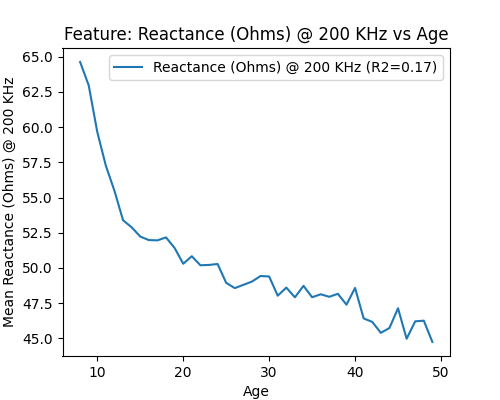 Feature: Reactance (Ohms) @ 200 KHz vs Age
Reactance (Ohms) @ 200 KHz (R2=0.17)
Mean Reactance (Ohms) @ 200 KHz
65.0
62.5
60.0
57.5
55.0
52.5
50.0
47.5
45.0
10 20 30 40 50
Age